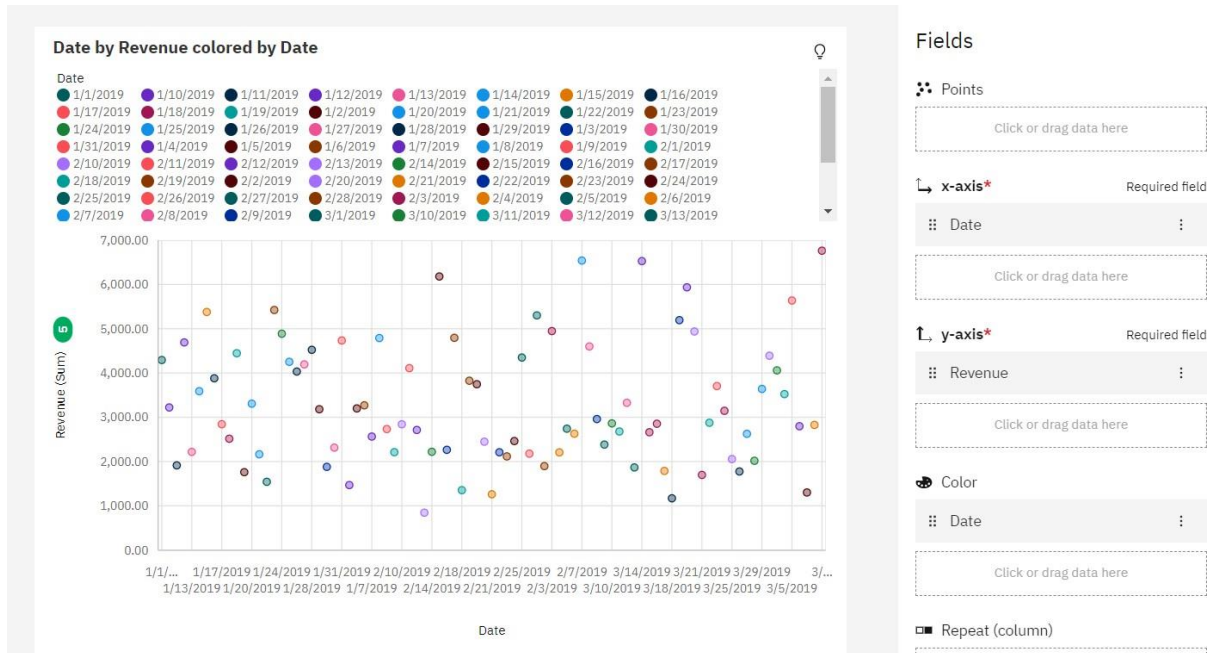 Date by Revenue colored by Date
Date
1/1/2019 1/10/2019 1/11/2019 1/12/2019 1/13/2019 1/14/2019 1/15/2019 1/16/2019
1/17/2019 1/18/2019 1/19/2019 1/2/2019 1/20/2019 1/21/2019 1/22/2019 1/23/2019
1/24/2019 1/25/2019 1/26/2019 1/27/2019 1/28/2019 1/29/2019 1/3/2019 1/30/2019
1/31/2019 1/4/2019 1/5/2019 1/6/2019 1/7/2019 1/8/2019 1/9/2019 2/1/2019
2/10/2019 2/11/2019 2/12/2019 2/13/2019 2/14/2019 2/15/2019 2/16/2019 2/17/2019
2/18/2019 2/19/2019 2/2/2019 2/20/2019 2/21/2019 2/22/2019 2/23/2019 2/24/2019
2/25/2019 2/26/2019 2/27/2019 2/28/2019 2/3/2019 2/4/2019 2/5/2019 2/6/2019
2/7/2019 2/8/2019 2/9/2019 3/1/2019 3/10/2019 3/11/2019 3/12/2019 3/13/2019
7,000.00
6,000.00
5,000.00
4,000.00
3,000.00
2,000.00
1,000.00
0.00
Revenue (Sum) 5
1/1/... 1/17/2019 1/24/2019 1/31/2019 2/10/2019 2/18/2019 2/25/2019 2/7/2019 3/14/2019 3/21/2019 3/29/2019 3/...
1/13/2019 1/20/2019 1/28/2019 1/7/2019 2/14/2019 2/21/2019 2/3/2019 3/10/2019 3/18/2019 3/25/2019 3/5/2019
Date
Fields
Points
Click or drag data here
x-axis* Required field
Date
Click or drag data here
y-axis* Required field
Revenue
Click or drag data here
Color
Date
Click or drag data here
Repeat (column)